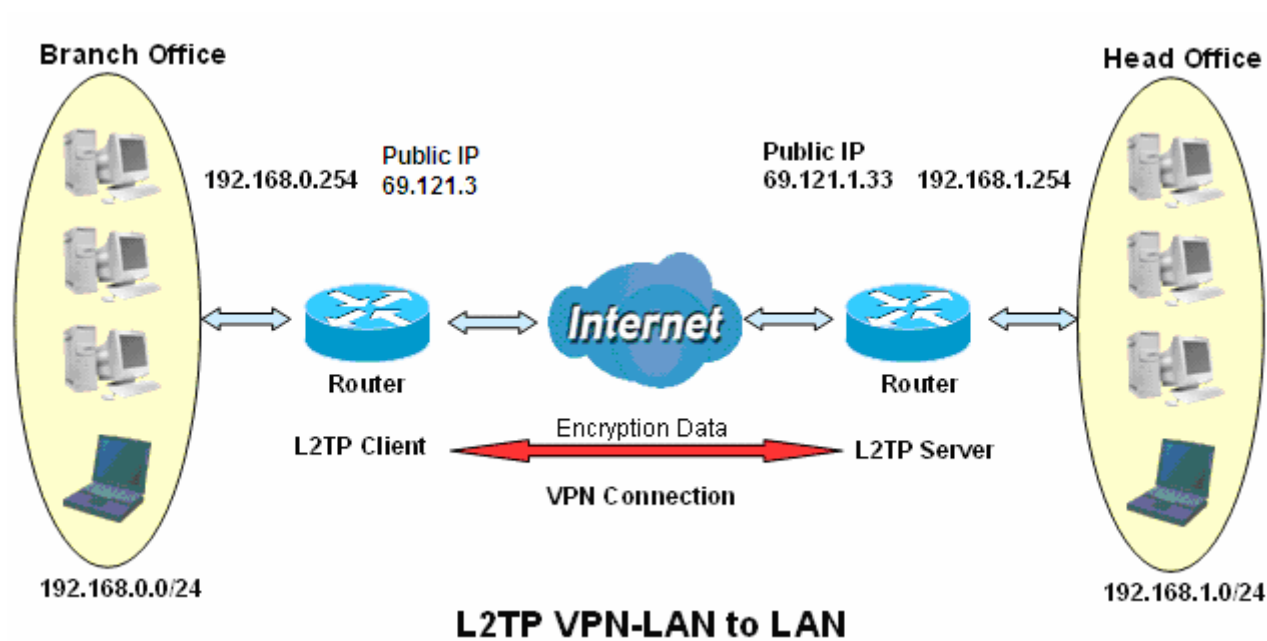 Branch Office
Head Office
192.168.0.254
Public IP
69.121.3
Public IP
69.121.1.33
192.168.1.254
Internet
Router
Router
L2TP Client
Encryption Data
L2TP Server
VPN Connection
192.168.0.0/24
192.168.1.0/24
L2TP VPN-LAN to LAN